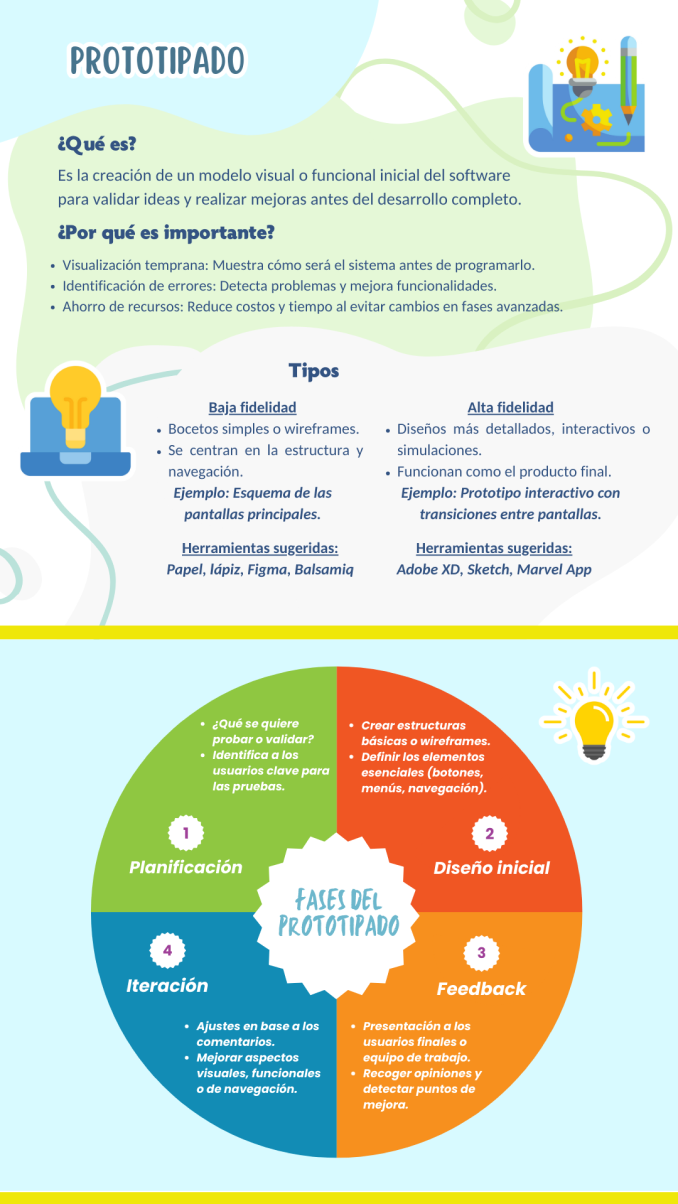 PROTOTIPADO
¿Qué es?
Es la creación de un modelo visual o funcional inicial del software
para validar ideas y realizar mejoras antes del desarrollo completo.
¿Por qué es importante?
• Visualización temprana: Muestra cómo será el sistema antes de programarlo.
• Identificación de errores: Detecta problemas y mejora funcionalidades.
• Ahorro de recursos: Reduce costos y tiempo al evitar cambios en fases avanzadas.
Tipos
Baja fidelidad
• Bocetos simples o wireframes.
• Se centran en la estructura y
navegación.
Ejemplo: Esquema de las
pantallas principales.
Herramientas sugeridas:
Papel, lápiz, Figma, Balsamiq
Alta fidelidad
• Diseños más detallados, interactivos o
simulaciones.
• Funcionan como el producto final.
Ejemplo: Prototipo interactivo con
transiciones entre pantallas.
Herramientas sugeridas:
Adobe XD, Sketch, Marvel App
• ¿Qué se quiere
probar o validar?
• Identifica a los
usuarios clave para
las pruebas.
1
Planificación
• Crear estructuras
básicas o wireframes.
• Definir los elementos
esenciales (botones,
menús, navegación).
2
Diseño inicial
FASES DEL
PROTOTIPADO
3
Feedback
• Presentación a los
usuarios finales o
equipo de trabajo.
• Recoger opiniones y
detectar puntos de
mejora.
4
Iteración
• Ajustes en base a los
comentarios.
• Mejorar aspectos
visuales, funcionales
o de navegación.